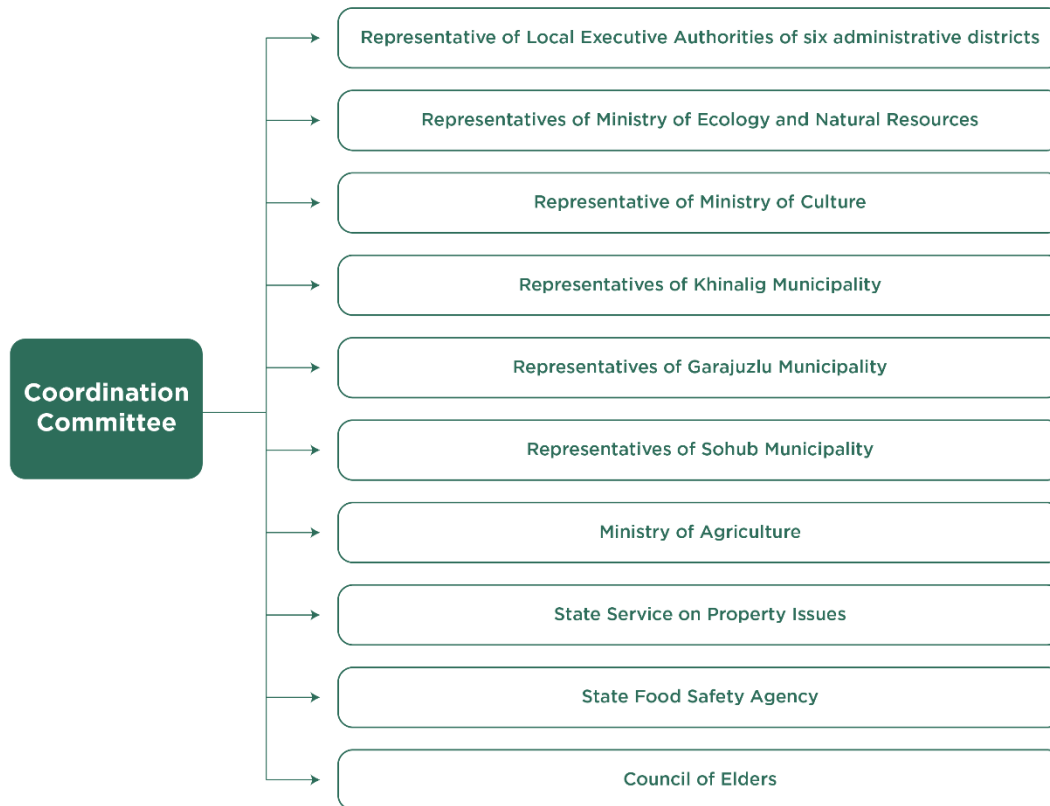 Representative of Local Executive Authorities of six administrative districts
Representatives of Ministry of Ecology and Natural Resources
Representative of Ministry of Culture
Representatives of Khinalig Municipality
Representatives of Garajuzlu Municipality
Coordination
Committee
Representatives of Sohub Municipality
Ministry of Agriculture
State Service on Property Issues
State Food Safety Agency
Council of Elders